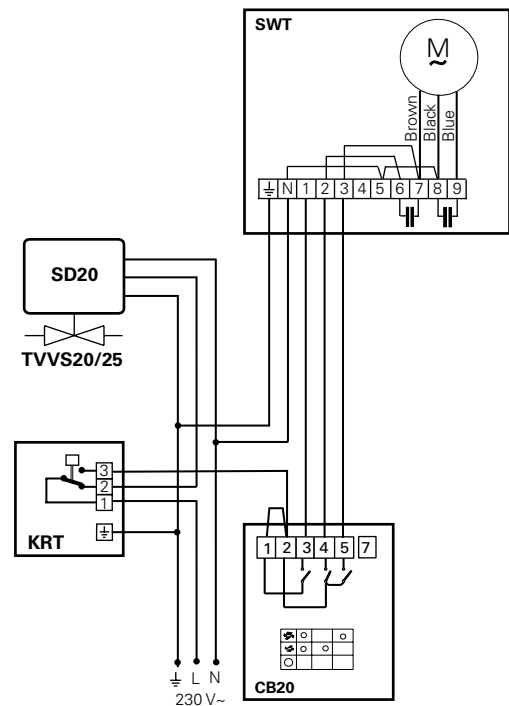 SWT
M
~
Brown
Black
Blue
N 1 2 3 4 5 6 7 8 9
SD20
TVVS20/25
3
2
1
KRT
1 2 3 4 5 7
CB20
L N
230 V~